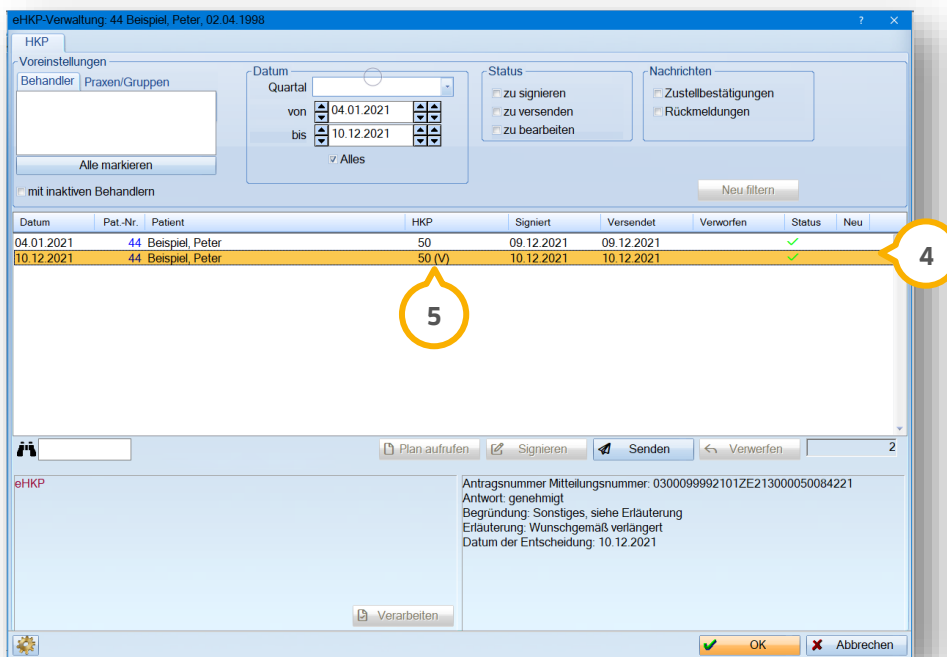 eHKP-Verwaltung: 44 Beispiel, Peter, 02.04.1998 ?
HKP
Voreinstellungen
Behandler Praxen/Gruppen
Alle markieren
mit inaktiven Behandlern
Datum
Quartal
von 04.01.2021
bis 10.12.2021
Alles
Status
zu signieren
zu versenden
zu bearbeiten
Nachrichten
Zustellbestätigungen
Rückmeldungen
Neu filtern
Datum Pat.-Nr. Patient HKP Signiert Versendet Verworfen Status Neu
04.01.2021 44 Beispiel, Peter 50 09.12.2021 09.12.2021
10.12.2021 44 Beispiel, Peter 50 (V) 10.12.2021 10.12.2021
4
5
Plan aufrufen Signieren Senden Verwerfen 2
eHKP
Antragsnummer Mitteilungsnummer: 0300099992101ZE213000050084221
Antwort: genehmigt
Begründung: Sonstiges, siehe Erläuterung
Erläuterung: Wunschgemäß verlängert
Datum der Entscheidung: 10.12.2021
Verarbeiten
OK Abbrechen